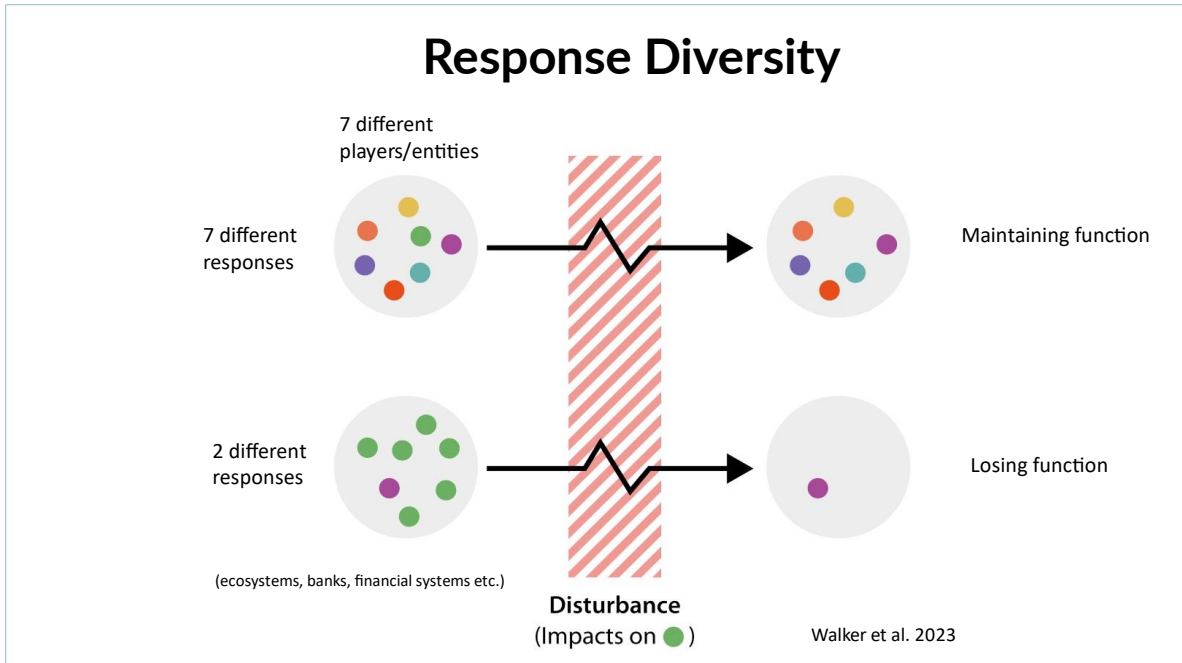 Response Diversity
7 different
players/entities
7 different
responses
Maintaining function
2 different
responses
Losing function
(ecosystems, banks, financial systems etc.)
Disturbance
(Impacts on )
Walker et al. 2023